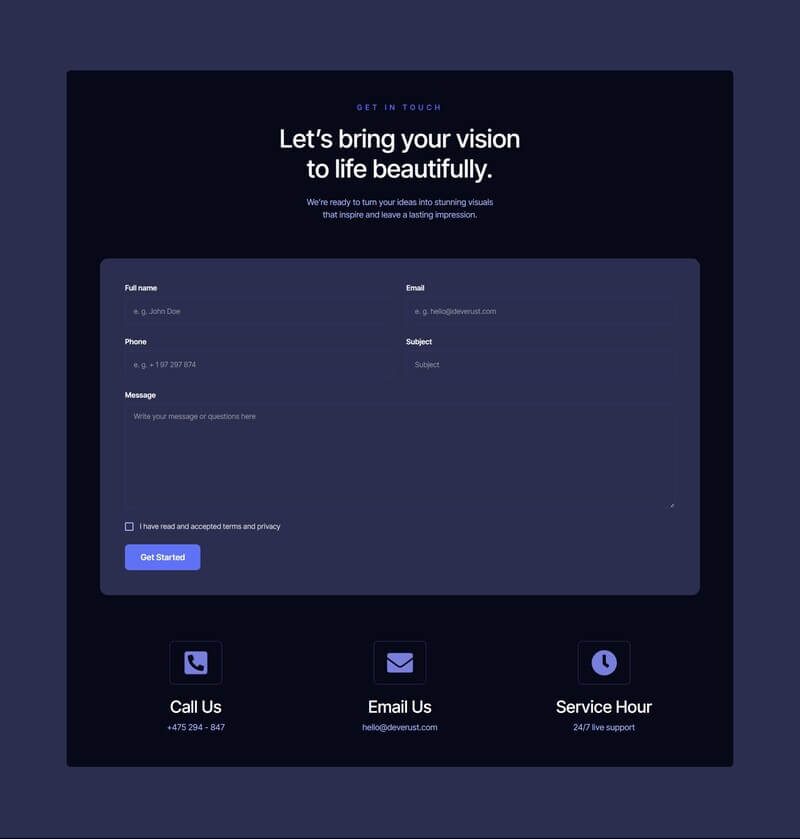 GET IN TOUCH
Let's bring your vision
to life beautifully.
We're ready to turn your ideas into stunning visuals
that inspire and leave a lasting impression.
Full name
Email
e. g. John Doe
e. g. hello@deverust.com
Phone
Subject
e. g. + 1 97 297 874
Subject
Message
Write your message or questions here
I have read and accepted terms and privacy
Get Started
Call Us
Email Us
Service Hour
+475 294 - 847
hello@deverust.com
24/7 live support